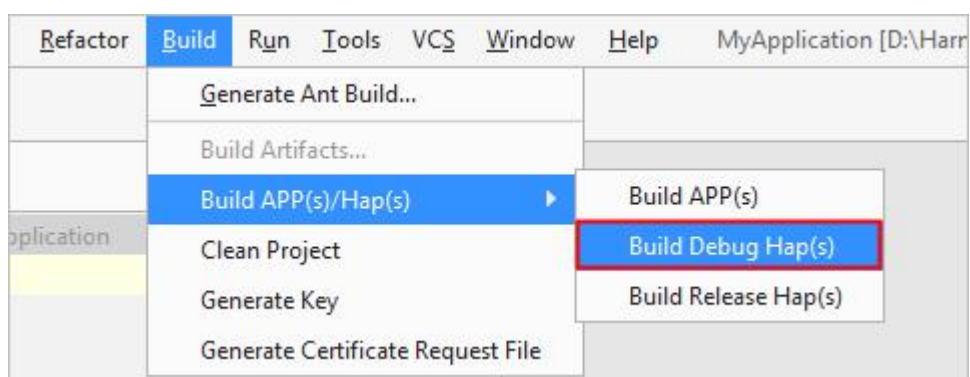 Refactor Build Run Tools VCS Window Help MyApplication [D:\Harr
Generate Ant Build...
Build Artifacts...
Build APP(s)/Hap(s)
Build APP(s)
pplication
Clean Project
Build Debug Hap(s)
Generate Key
Build Release Hap(s)
Generate Certificate Request File